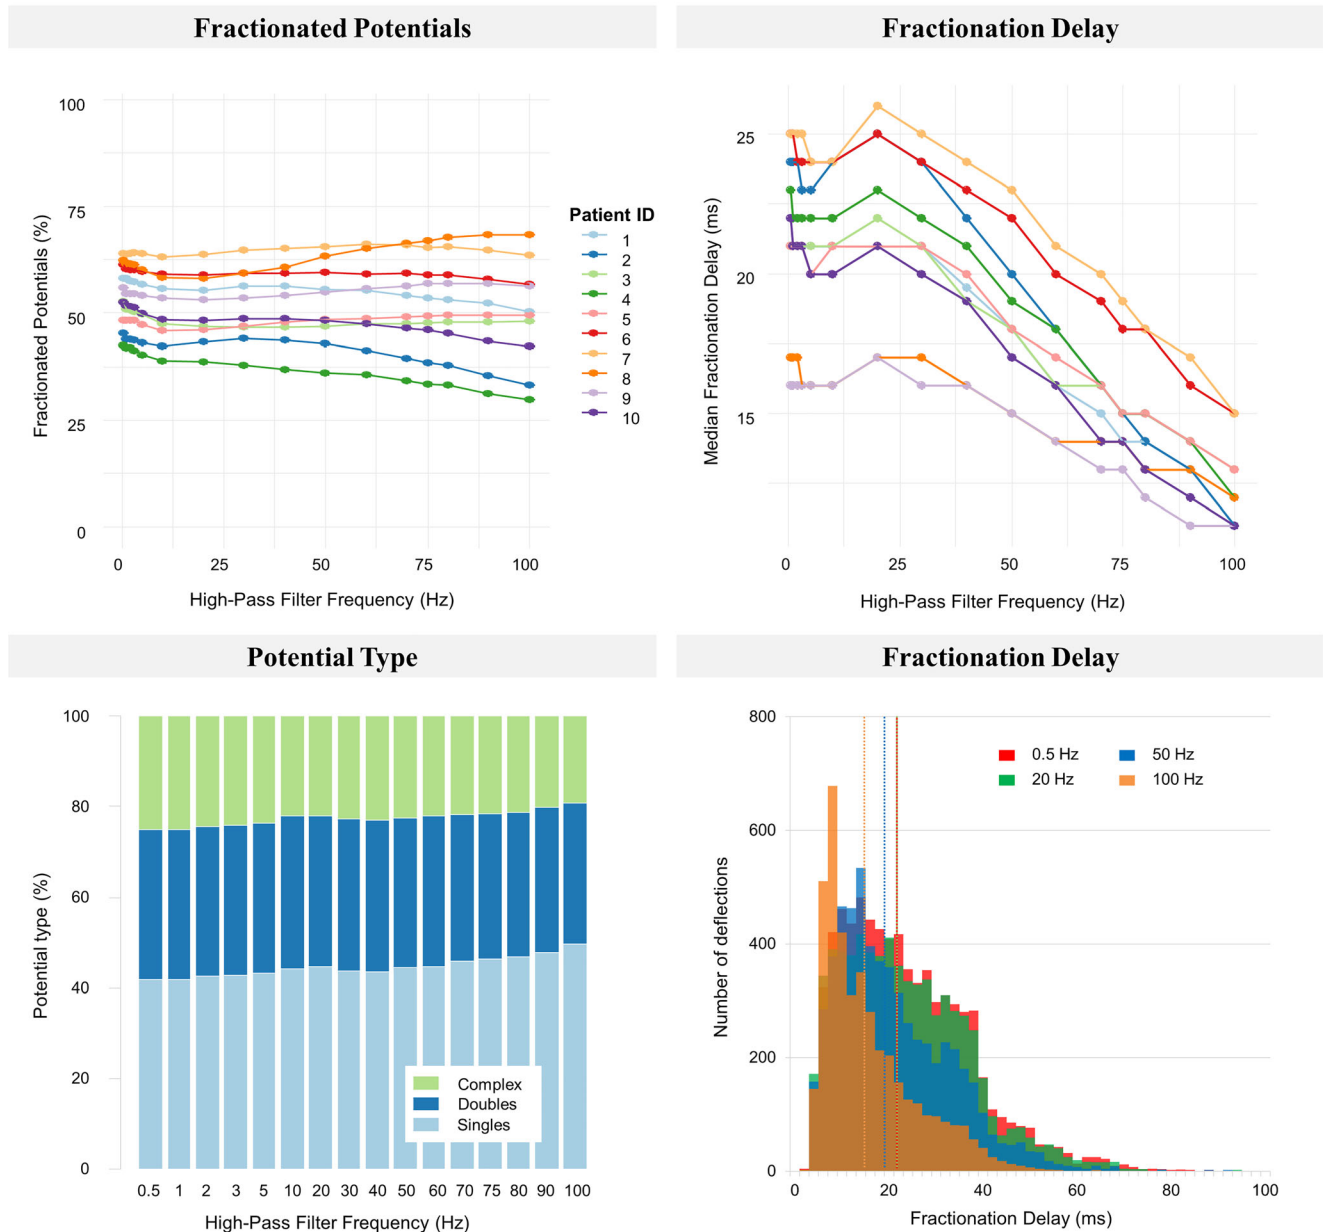 Fractionated Potentials
Fractionated Potentials (%)
100
75
50
25
0
0 25 50 75 100
High-Pass Filter Frequency (Hz)
Patient ID
1
2
3
4
5
6
7
8
9
10
Fractionation Delay
Median Fractionation Delay (ms)
25
20
15
0 25 50 75 100
High-Pass Filter Frequency (Hz)
Potential Type
Potential type (%)
100
80
60
40
20
0
Complex
Doubles
Singles
0.5 1 2 3 5 10 20 30 40 50 60 70 75 80 90 100
High-Pass Filter Frequency (Hz)
Fractionation Delay
Number of deflections
800
600
400
200
0
0.5 Hz 50 Hz
20 Hz 100 Hz
0 20 40 60 80 100
Fractionation Delay (ms)